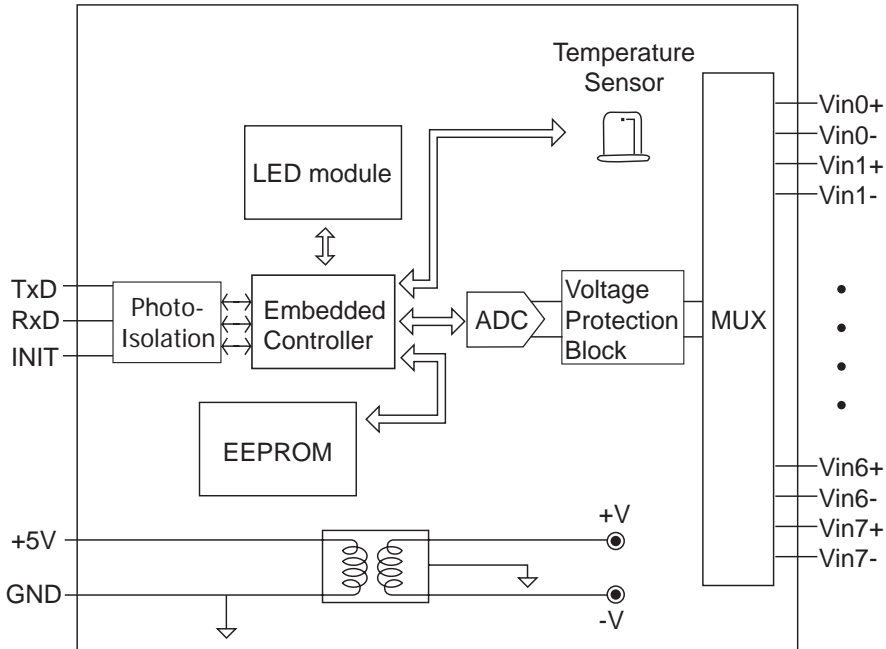 Temperature
Sensor
LED module
TxD
RxD
INIT
Photo-
Isolation
Embedded
Controller
ADC
Voltage
Protection
Block
MUX
Vin0+
Vin0-
Vin1+
Vin1-
EEPROM
Vin6+
Vin6-
Vin7+
Vin7-
+5V
GND
+V
-V